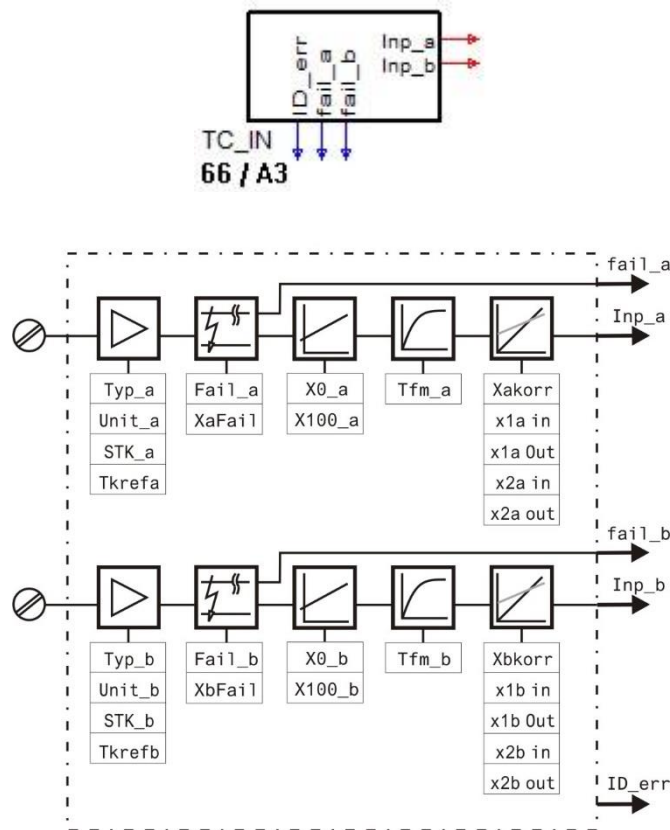 Inp_a
Inp_b
ID_err
fail_a
fail_b
TC_IN
66 / A3
fail_a
Inp_a
Typ_a
Unit_a
STK_a
Tkrefa
Fail_a
XaFail
X0_a
X100_a
Tfm_a
Xakorr
x1a in
x1a Out
x2a in
x2a out
fail_b
Inp_b
Typ_b
Unit_b
STK_b
Tkrefb
Fail_b
XbFail
X0_b
X100_b
Tfm_b
Xbkorr
x1b in
x1b Out
x2b in
x2b out
ID_err